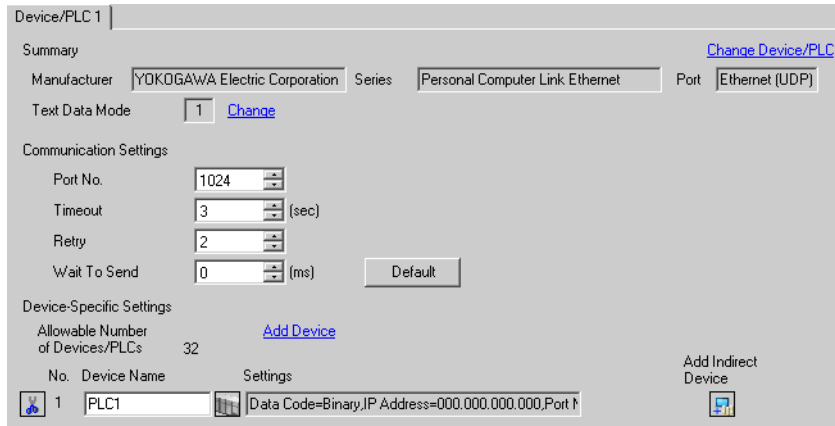 Device/PLC 1
Summary
Change Device/PLC
Manufacturer YOKOGAWA Electric Corporation Series Personal Computer Link Ethernet Port Ethernet (UDP)
Text Data Mode 1 Change
Communication Settings
Port No. 1024
Timeout 3 (sec)
Retry 2
Wait To Send 0 (ms) Default
Device-Specific Settings
Allowable Number
of Devices/PLCs 32 Add Device
Add Indirect
Device
No. Device Name Settings
1 PLC1 Data Code=Binary,IP Address=000.000.000.000,Port